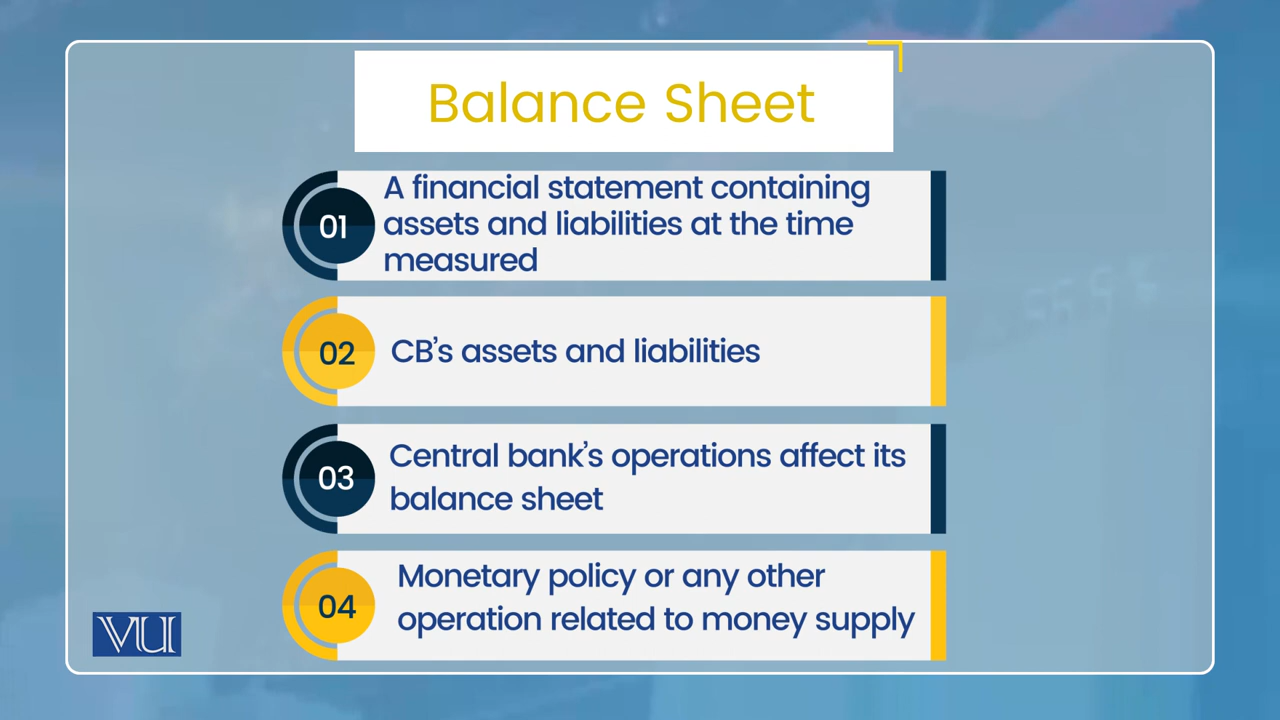 Balance Sheet
01
A financial statement containing
assets and liabilities at the time
measured
02
CB’s assets and liabilities
03
Central bank’s operations affect its
balance sheet
04
Monetary policy or any other
operation related to money supply
VU